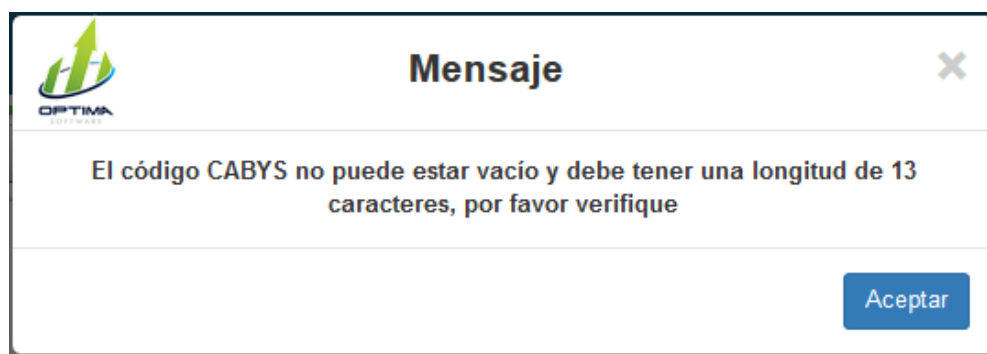 OPTIMA
SOFTWARE
Mensaje
El código CABYS no puede estar vacío y debe tener una longitud de 13
caracteres, por favor verifique
Aceptar